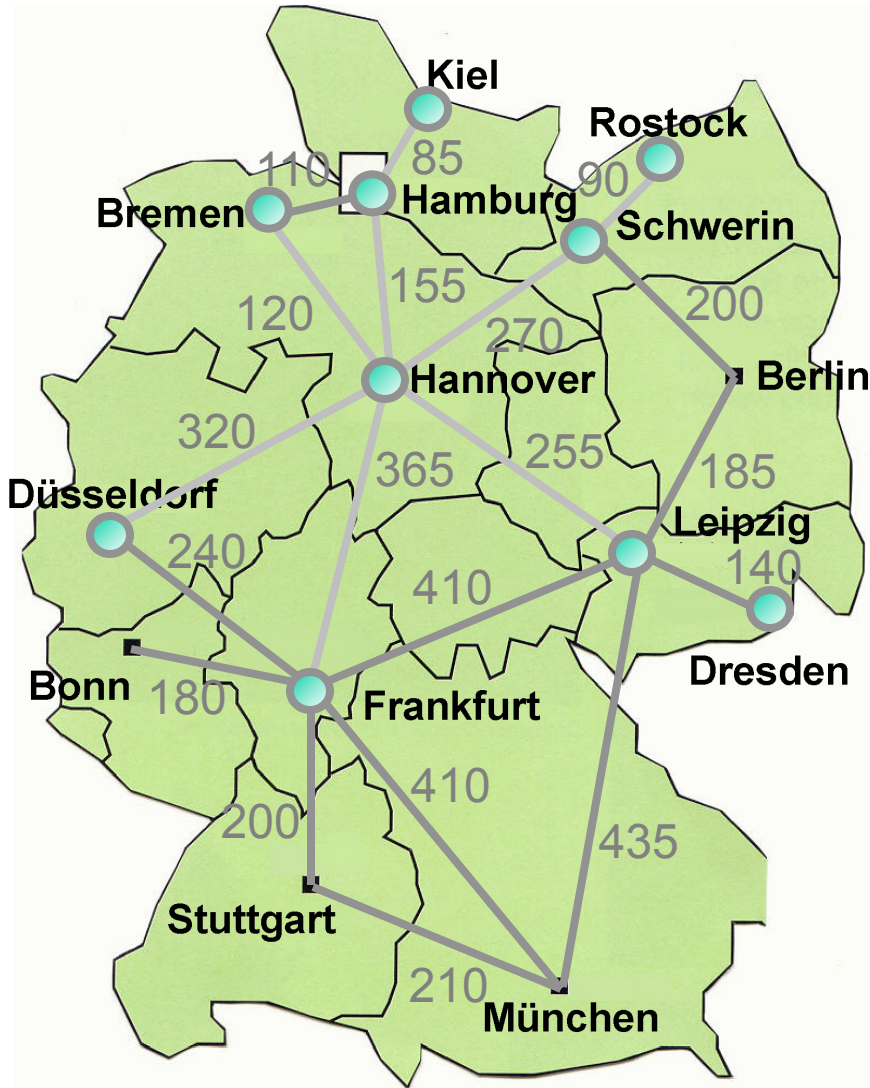 Kiel
Rostock
110
85
90
Bremen
Hamburg
Schwerin
155
200
120
270
Hannover
Berlin
320
365
255
185
Düsseldorf
Leipzig
240
410
140
Bonn
180
Dresden
Frankfurt
410
200
435
Stuttgart
210
München